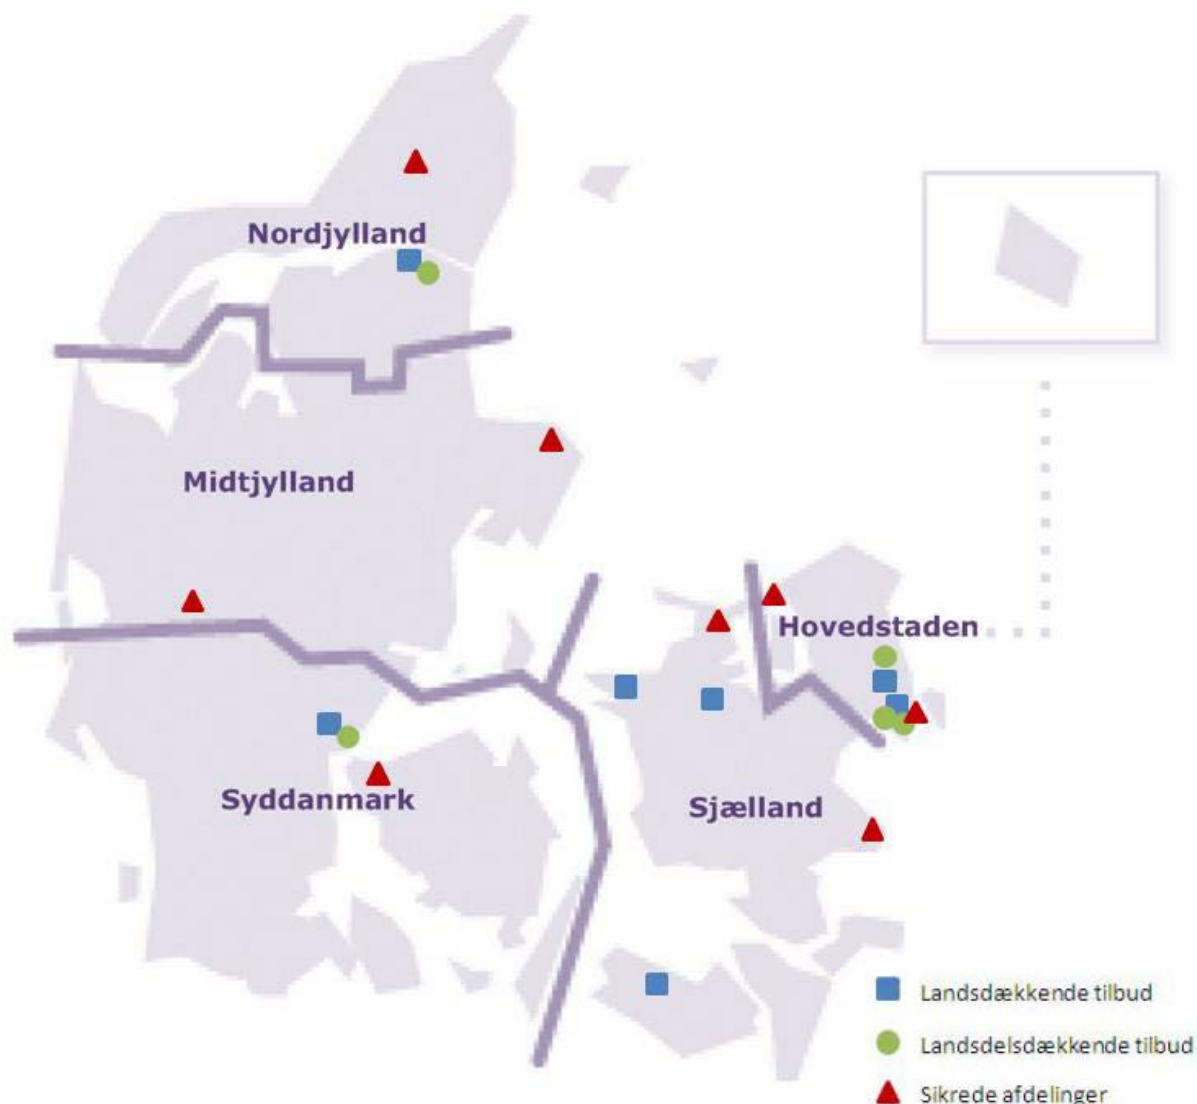 Nordjylland
Midtjylland
Hovedstaden
Syddanmark
Sjælland
Landsdækkende tilbud
Landsdelsdækkende tilbud
Sikrede afdelinger